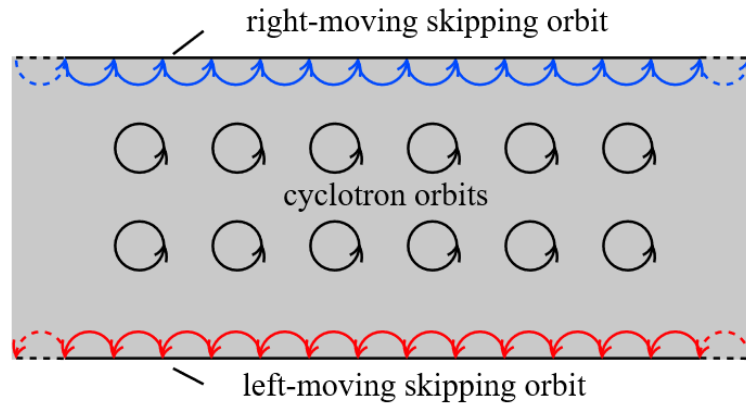 right-moving skipping orbit
cyclotron orbits
left-moving skipping orbit